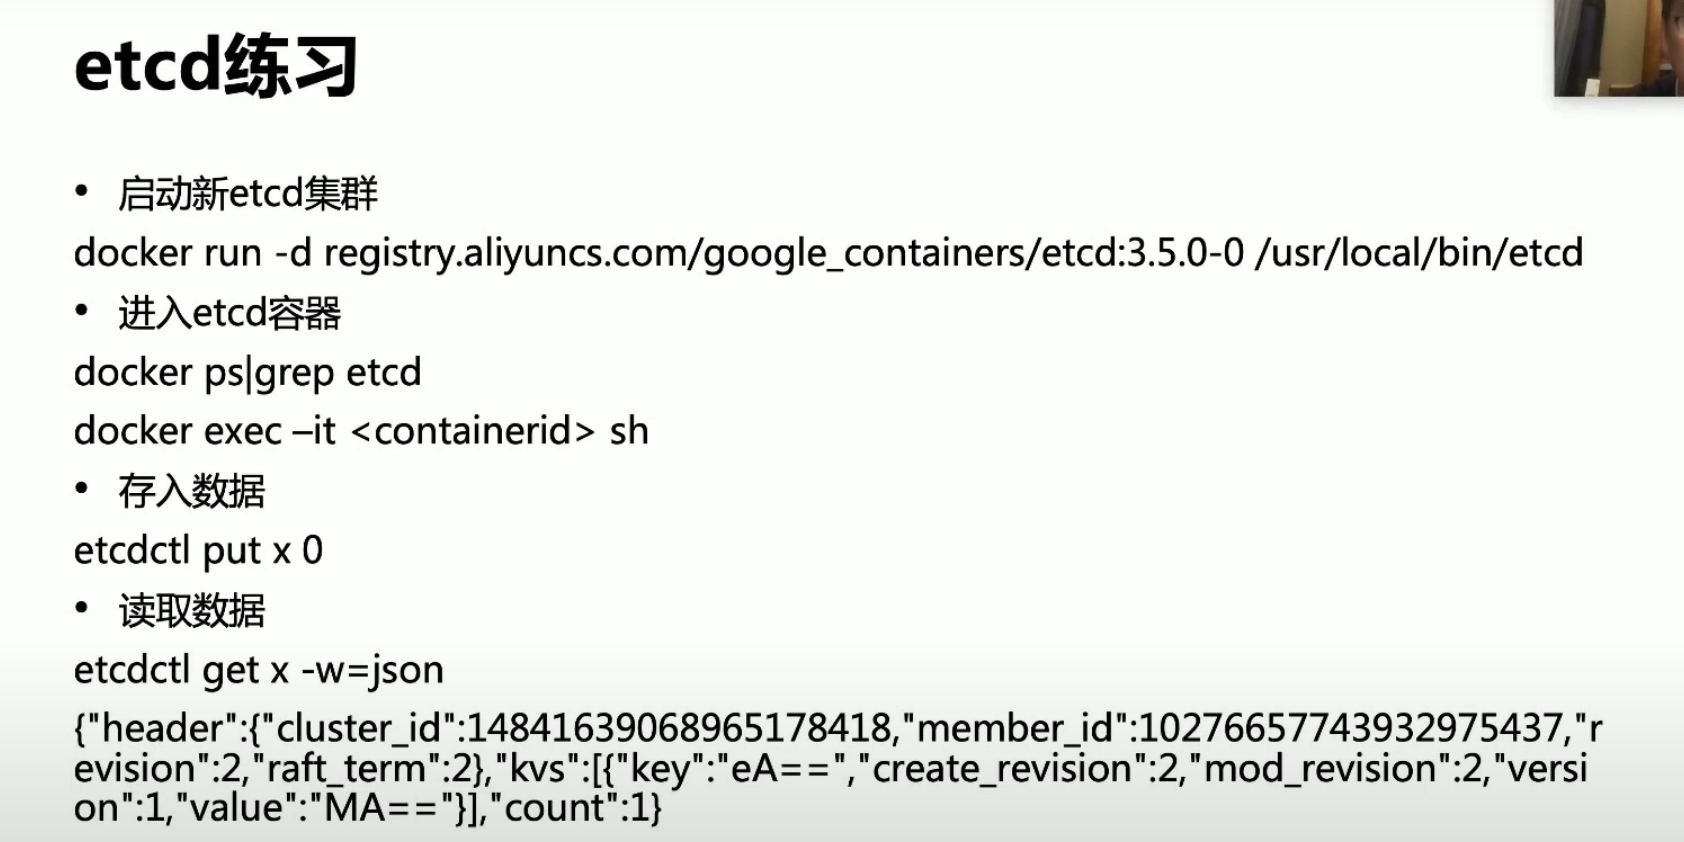 etcd练习
• 启动新etcd集群
docker run -d registry.aliyuncs.com/google_containers/etcd:3.5.0-0 /usr/local/bin/etcd
• 进入etcd容器
docker ps|grep etcd
docker exec –it <containerid> sh
• 存入数据
etcdctl put x 0
• 读取数据
etcdctl get x -w=json
{"header":{"cluster_id":14841639068965178418,"member_id":10276657743932975437,"r
evision":2,"raft_term":2},"kvs":[{"key":"eA==","create_revision":2,"mod_revision":2,"versi
on":1,"value":"MA=="}],"count":1}